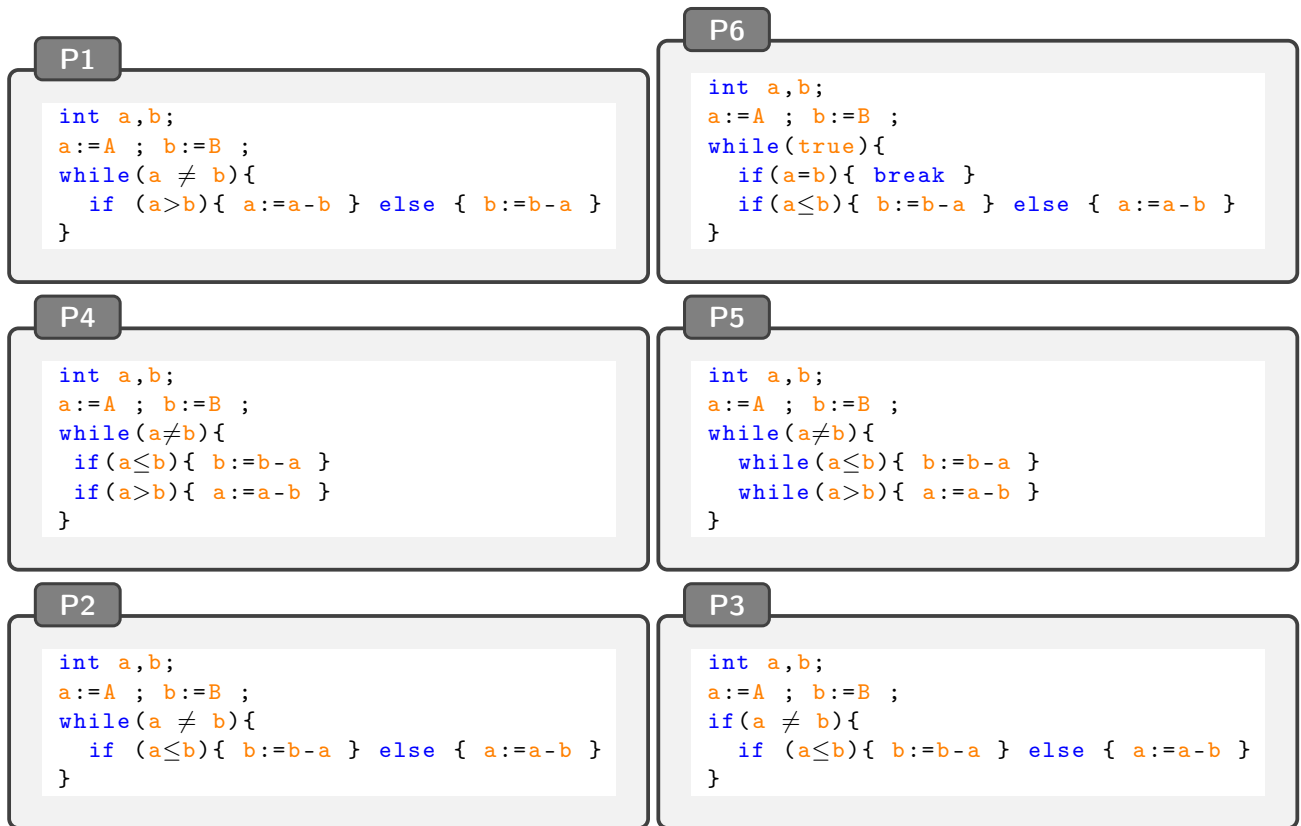 P1
int a,b;
a:=A ; b:=B ;
while(a ≠ b){
  if (a>b){ a:=a-b } else { b:=b-a }
}
P6
int a,b;
a:=A ; b:=B ;
while(true){
  if(a=b){ break }
  if(a≤b){ b:=b-a } else { a:=a-b }
}
P4
int a,b;
a:=A ; b:=B ;
while(a≠b){
 if(a≤b){ b:=b-a }
 if(a>b){ a:=a-b }
}
P5
int a,b;
a:=A ; b:=B ;
while(a≠b){
  while(a≤b){ b:=b-a }
  while(a>b){ a:=a-b }
}
P2
int a,b;
a:=A ; b:=B ;
while(a ≠ b){
  if (a≤b){ b:=b-a } else { a:=a-b }
}
P3
int a,b;
a:=A ; b:=B ;
if(a ≠ b){
  if (a≤b){ b:=b-a } else { a:=a-b }
}